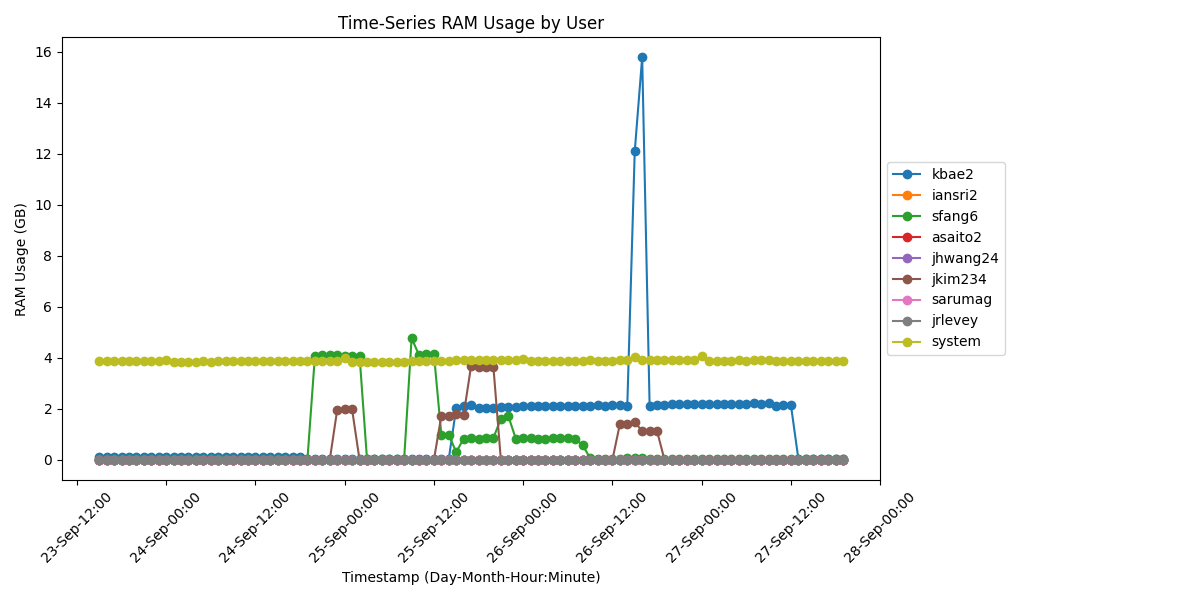 Time-Series RAM Usage by User
16
14
12
10
8
6
4
2
0
RAM Usage (GB)
23-Sep-12:00
24-Sep-00:00
24-Sep-12:00
25-Sep-00:00
25-Sep-12:00
26-Sep-00:00
26-Sep-12:00
27-Sep-00:00
27-Sep-12:00
28-Sep-00:00
Timestamp (Day-Month-Hour:Minute)
kbae2
iansri2
sfang6
asaito2
jhwang24
jkim234
sarumag
jrlevey
system